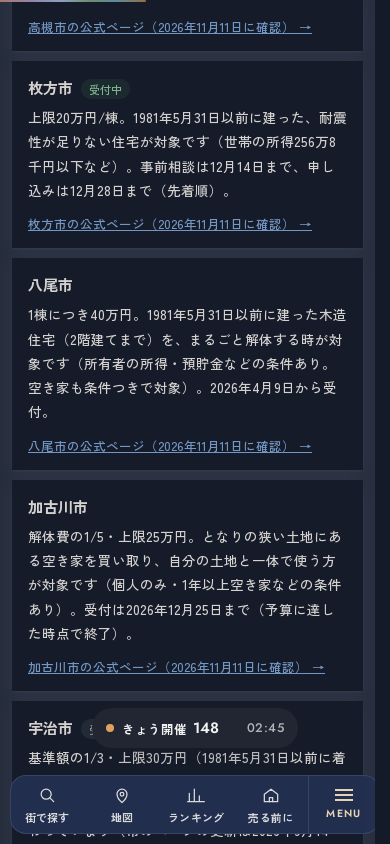 高槻市の公式ページ（2026年11月11日に確認） →
枚方市 受付中
上限20万円/棟。1981年5月31日以前に建った、耐震
性が足りない住宅が対象です（世帯の所得256万8
千円以下など）。事前相談は12月14日まで、申し
込みは12月28日まで（先着順）。
枚方市の公式ページ（2026年11月11日に確認） →
八尾市
1棟につき40万円。1981年5月31日以前に建った木造
住宅（2階建てまで）を、まるごと解体する時が対
象です（所有者の所得・預貯金などの条件あり。
空き家も条件つきで対象）。2026年4月9日から受
付。
八尾市の公式ページ（2026年11月11日に確認） →
加古川市
解体費の1/5・上限25万円。となりの狭い土地にあ
る空き家を買い取り、自分の土地と一体で使う方
が対象です（個人のみ・1年以上空き家などの条件
あり）。受付は2026年12月25日まで（予算に達し
た時点で終了）。
加古川市の公式ページ（2026年11月11日に確認） →
宇治市
きょう開催 148 02:45
基準額の1/3・上限30万円（1981年5月31日以前に着
街で探す 地図 ランキング 売る前に MENU